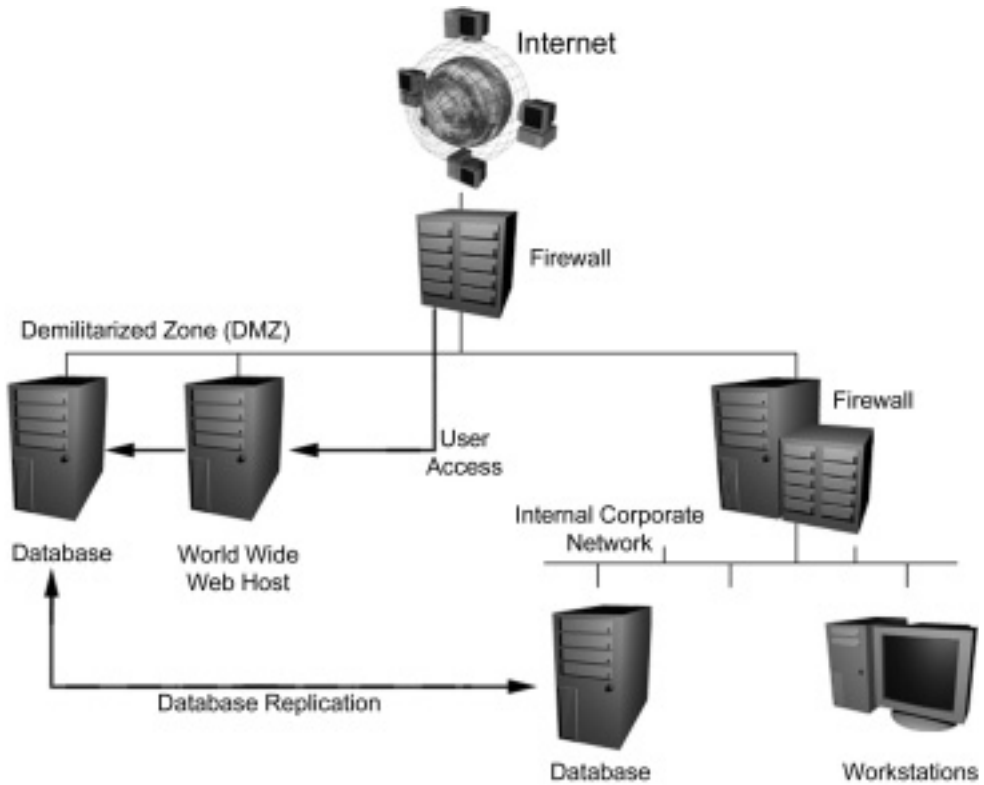 Internet
Firewall
Demilitarized Zone (DMZ)
Firewall
User
Access
Internal Corporate
Network
Database
World Wide
Web Host
Database Replication
Database
Workstations